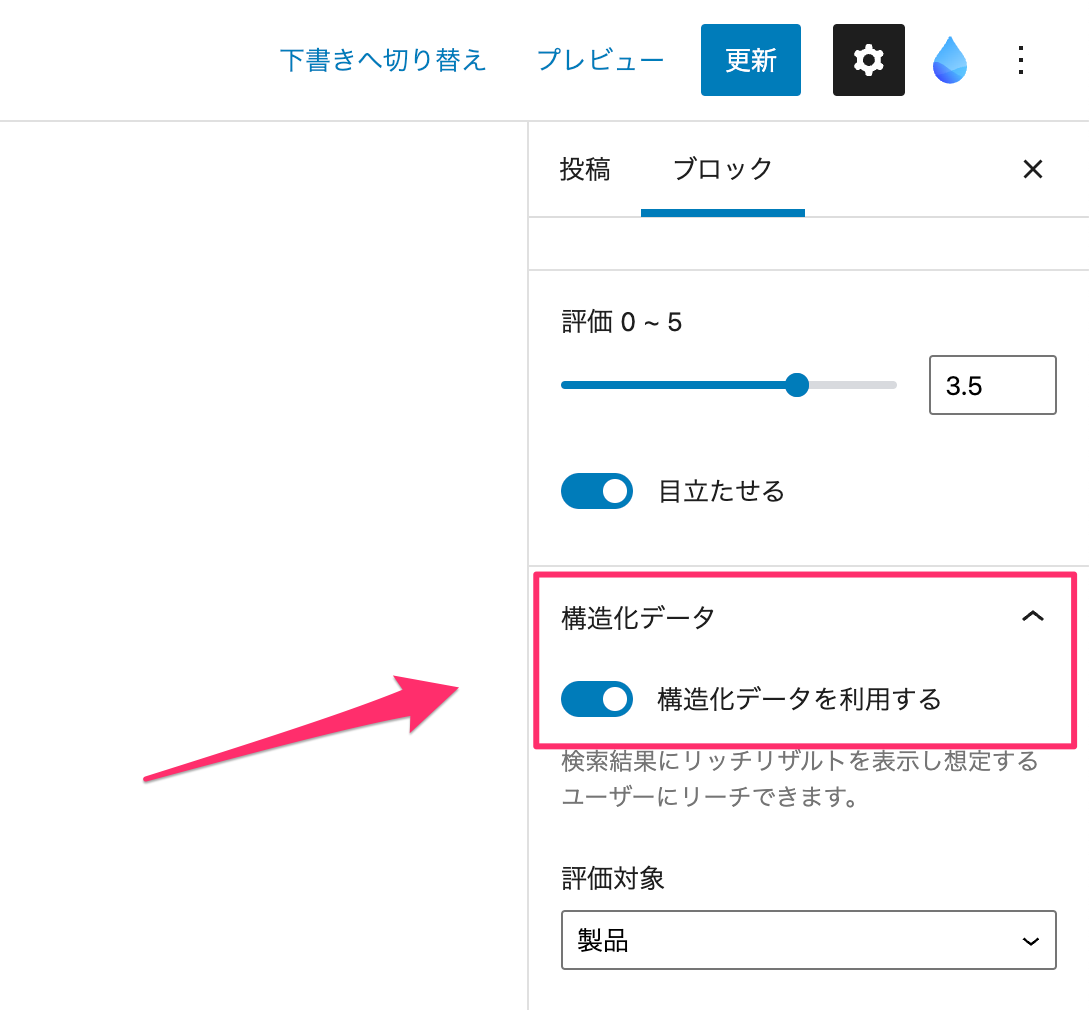 下書きへ切り替え プレビュー 更新
投稿 ブロック
評価 0 ~ 5
3.5
目立たせる
構造化データ
構造化データを利用する
検索結果にリッチリザルトを表示し想定する
ユーザーにリーチできます。
評価対象
製品